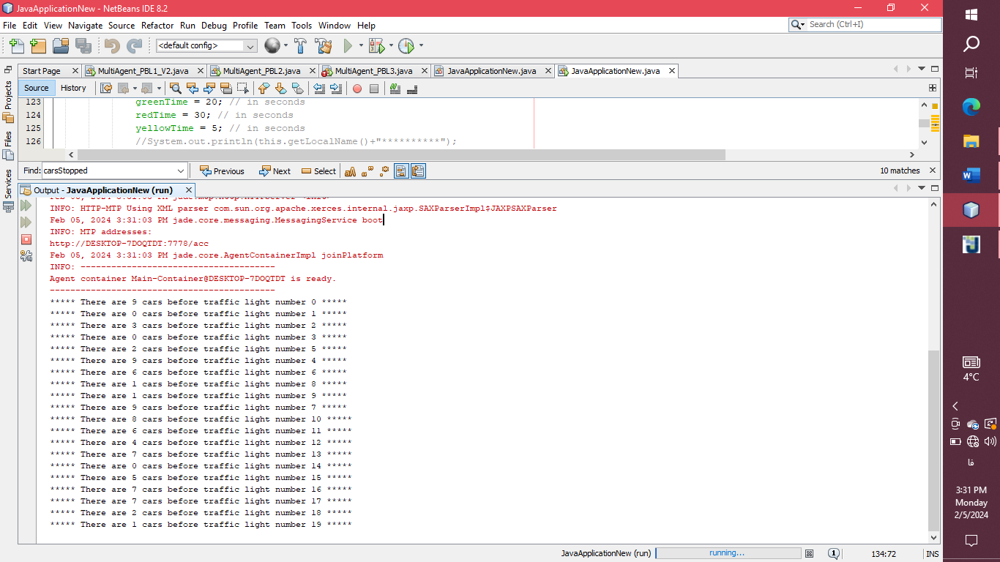 JavaApplicationNew - NetBeans IDE 8.2
File Edit View Navigate Source Refactor Run Debug Profile Team Tools Window Help
Search (Ctrl+I)
<default config>
Start Page MultiAgent_PBL1_V2.java MultiAgent_PBL2.java MultiAgent_PBL3.java JavaApplicationNew.java JavaApplicationNew.java
Source History
Projects
Files
Services
123 greenTime = 20; // in seconds
124 redTime = 30; // in seconds
125 yellowTime = 5; // in seconds
126 //System.out.println(this.getLocalName()+"**********");
Find: carsStopped Previous Next Select 10 matches
Output - JavaApplicationNew (run)
INFO: HTTP-MTP Using XML parser com.sun.org.apache.xerces.internal.jaxp.SAXParserImpl$JAXPSAXParser
Feb 05, 2024 3:31:03 PM jade.core.messaging.MessagingService boot
INFO: MTP addresses:
http://DESKTOP-7DOQTDT:7778/acc
Feb 05, 2024 3:31:03 PM jade.core.AgentContainerImpl joinPlatform
INFO: --------------------------------------
Agent container Main-Container@DESKTOP-7DOQTDT is ready.
--------------------------------------------
***** There are 9 cars before traffic light number 0 *****
***** There are 0 cars before traffic light number 1 *****
***** There are 3 cars before traffic light number 2 *****
***** There are 0 cars before traffic light number 3 *****
***** There are 2 cars before traffic light number 5 *****
***** There are 9 cars before traffic light number 4 *****
***** There are 6 cars before traffic light number 6 *****
***** There are 1 cars before traffic light number 8 *****
***** There are 1 cars before traffic light number 9 *****
***** There are 9 cars before traffic light number 7 *****
***** There are 8 cars before traffic light number 10 *****
***** There are 6 cars before traffic light number 11 *****
***** There are 4 cars before traffic light number 12 *****
***** There are 7 cars before traffic light number 13 *****
***** There are 0 cars before traffic light number 14 *****
***** There are 5 cars before traffic light number 15 *****
***** There are 7 cars before traffic light number 16 *****
***** There are 7 cars before traffic light number 17 *****
***** There are 2 cars before traffic light number 18 *****
***** There are 1 cars before traffic light number 19 *****
JavaApplicationNew (run) running... 1 134:72 INS
4°C
فا
3:31 PM
Monday
2/5/2024